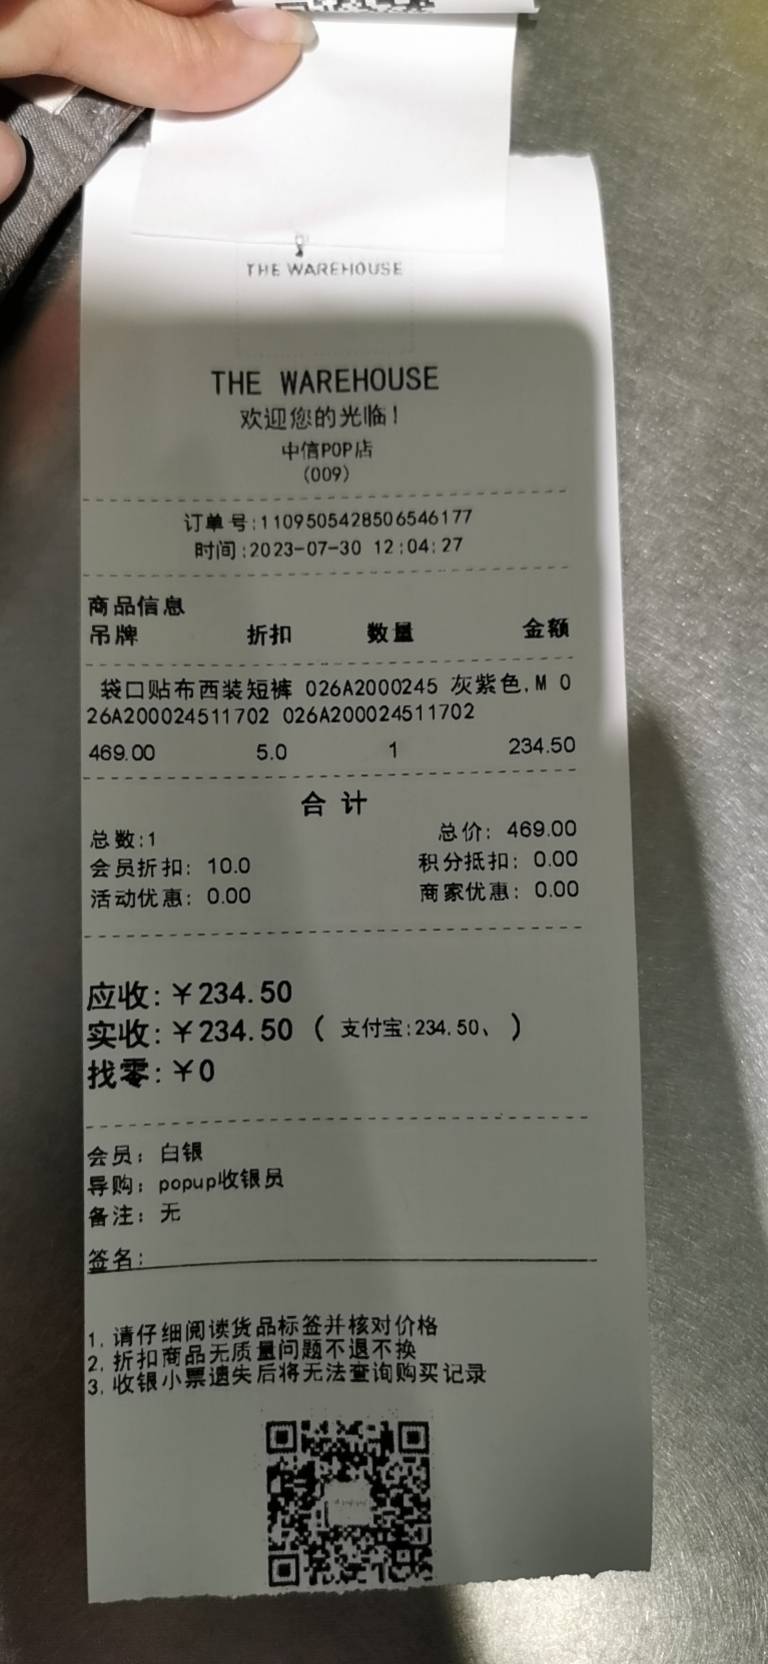 THE WAREHOUSE
THE WAREHOUSE
欢迎您的光临!
中信POP店
(009)
订单号:1109505428506546177
时间:2023-07-30 12:04:27
商品信息
吊牌 折扣 数量 金额
袋口贴布西装短裤 026A2000245 灰紫色,M 0
26A200024511702 026A200024511702
469.00 5.0 1 234.50
合 计
总数:1 总价: 469.00
会员折扣: 10.0 积分抵扣: 0.00
活动优惠: 0.00 商家优惠: 0.00
应收:￥234.50
实收:￥234.50 ( 支付宝:234.50、 )
找零:￥0
会员: 白银
导购: popup收银员
备注: 无
签名:
1. 请仔细阅读货品标签并核对价格
2. 折扣商品无质量问题不退不换
3. 收银小票遗失后将无法查询购买记录